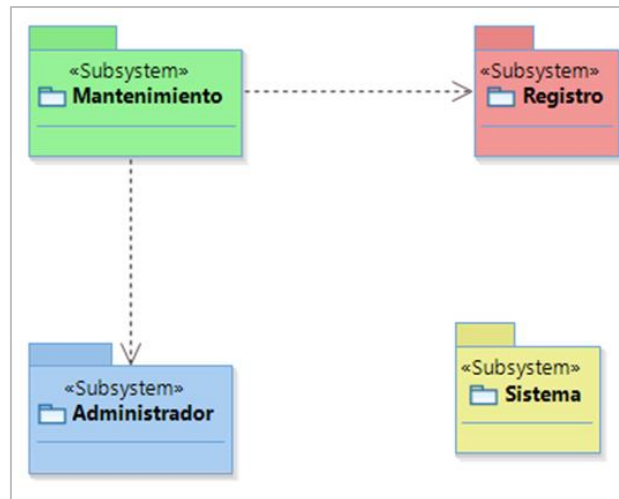 «Subsystem»
Mantenimiento
«Subsystem»
Registro
«Subsystem»
Administrador
«Subsystem»
Sistema